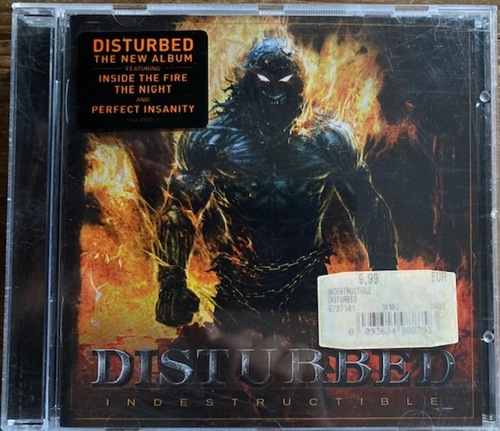 DISTURBED
THE NEW ALBUM
FEATURING
INSIDE THE FIRE
THE NIGHT
AND
PERFECT INSANITY
6,99 EUR
INDESTRUCTIBLE
DISTURBED
DISTURBED
INDESTRUCTIBLE